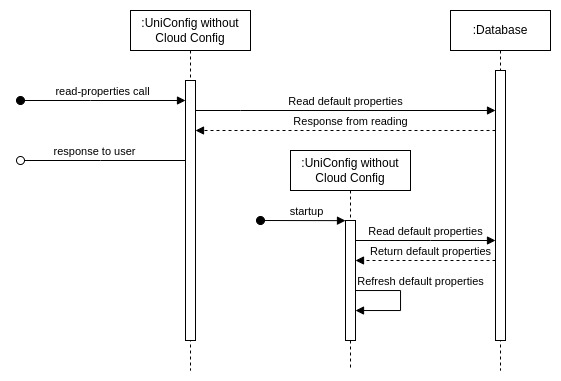 :UniConfig without
Cloud Config
:Database
read-properties call
Read default properties
Response from reading
response to user
:UniConfig without
Cloud Config
startup
Read default properties
Return default properties
Refresh default properties